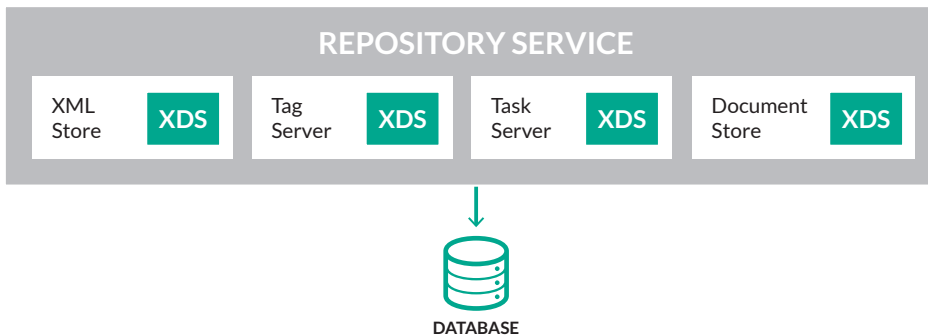 REPOSITORY SERVICE
XML
Store
XDS
Tag
Server
XDS
Task
Server
XDS
Document
Store
XDS
DATABASE